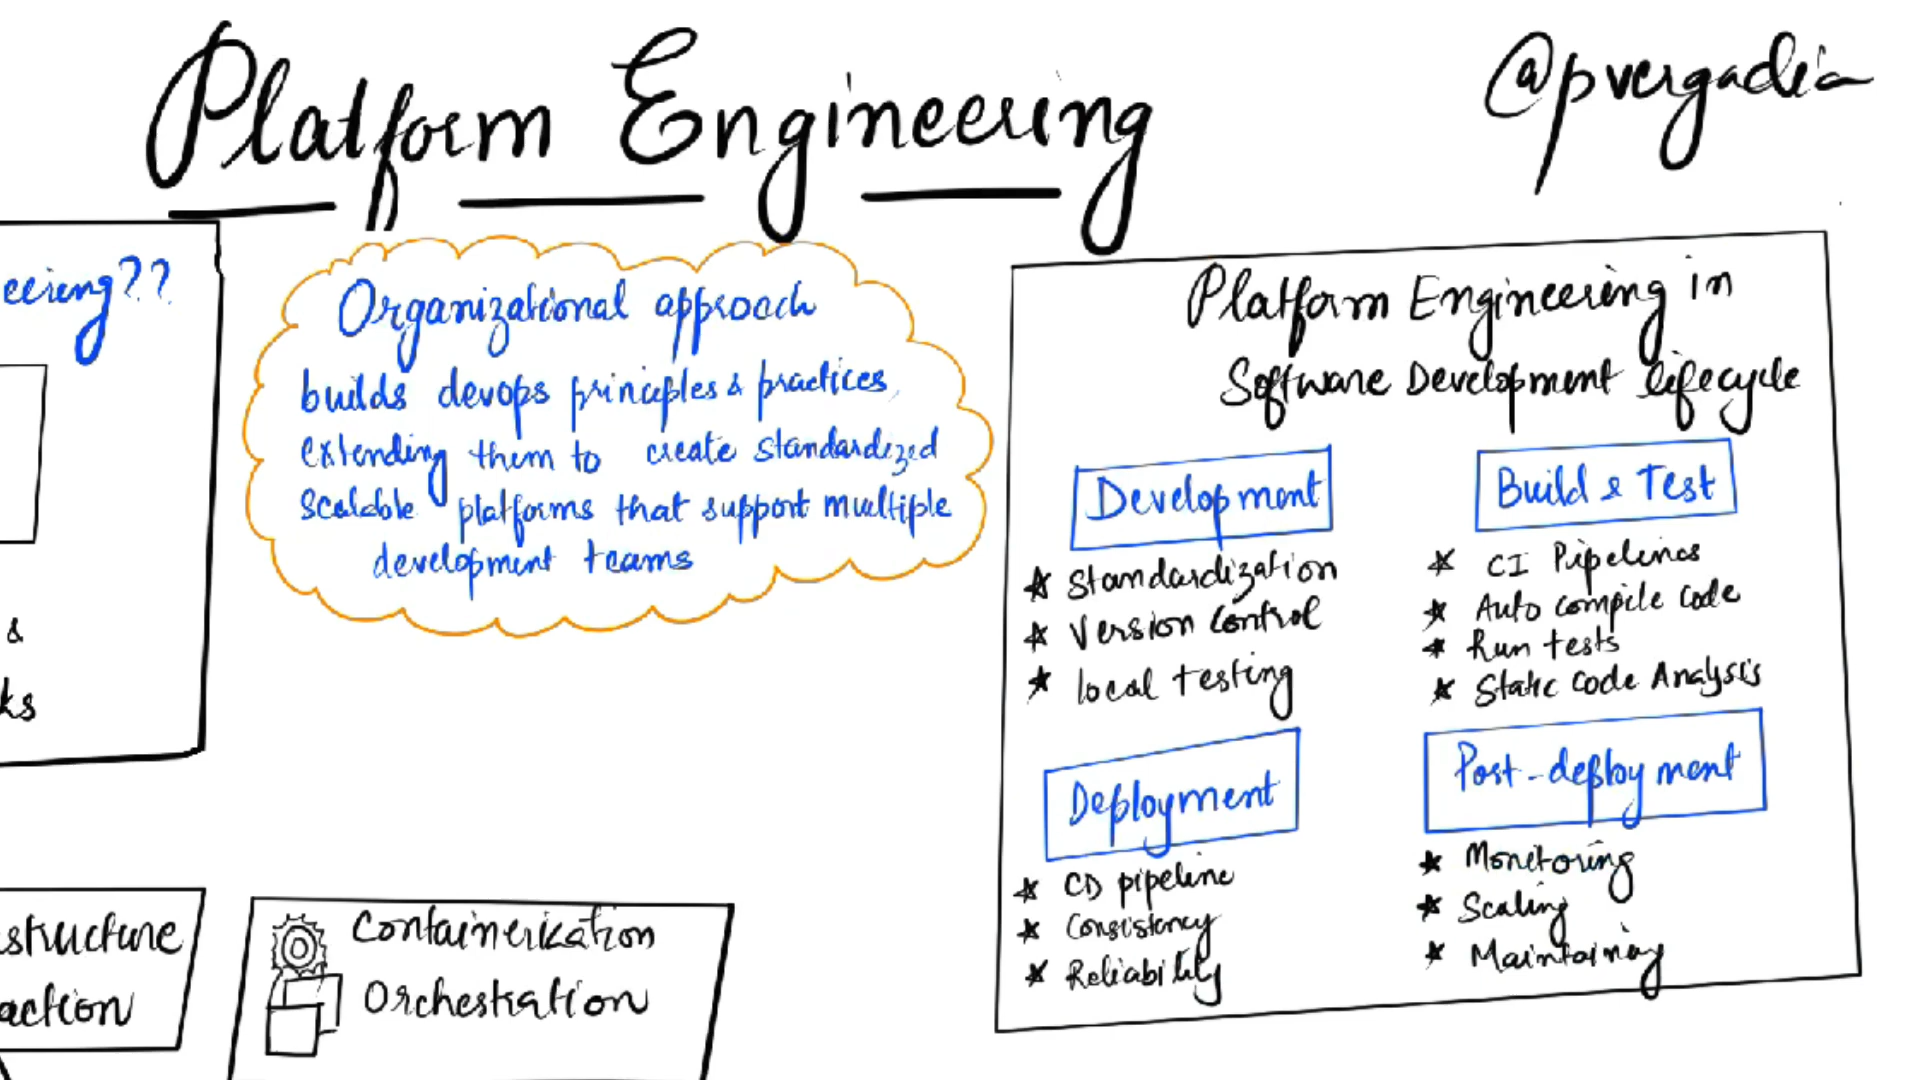 Platform Engineering
@pvergadia
eering??
&
ks
Organizational approach
builds devops principles & practices,
extending them to create standardized
scalable platforms that support multiple
development teams
Platform Engineering in
Software Development lifecycle
Development
* Standardization
* Version Control
* local testing
Build & Test
* CI Pipelines
* Auto compile code
* Run tests
* Static Code Analysis
Deployment
* CD pipeline
* Consistency
* Reliability
Post-deployment
* Monitoring
* Scaling
* Maintaining
structure
action
Containerization
Orchestration